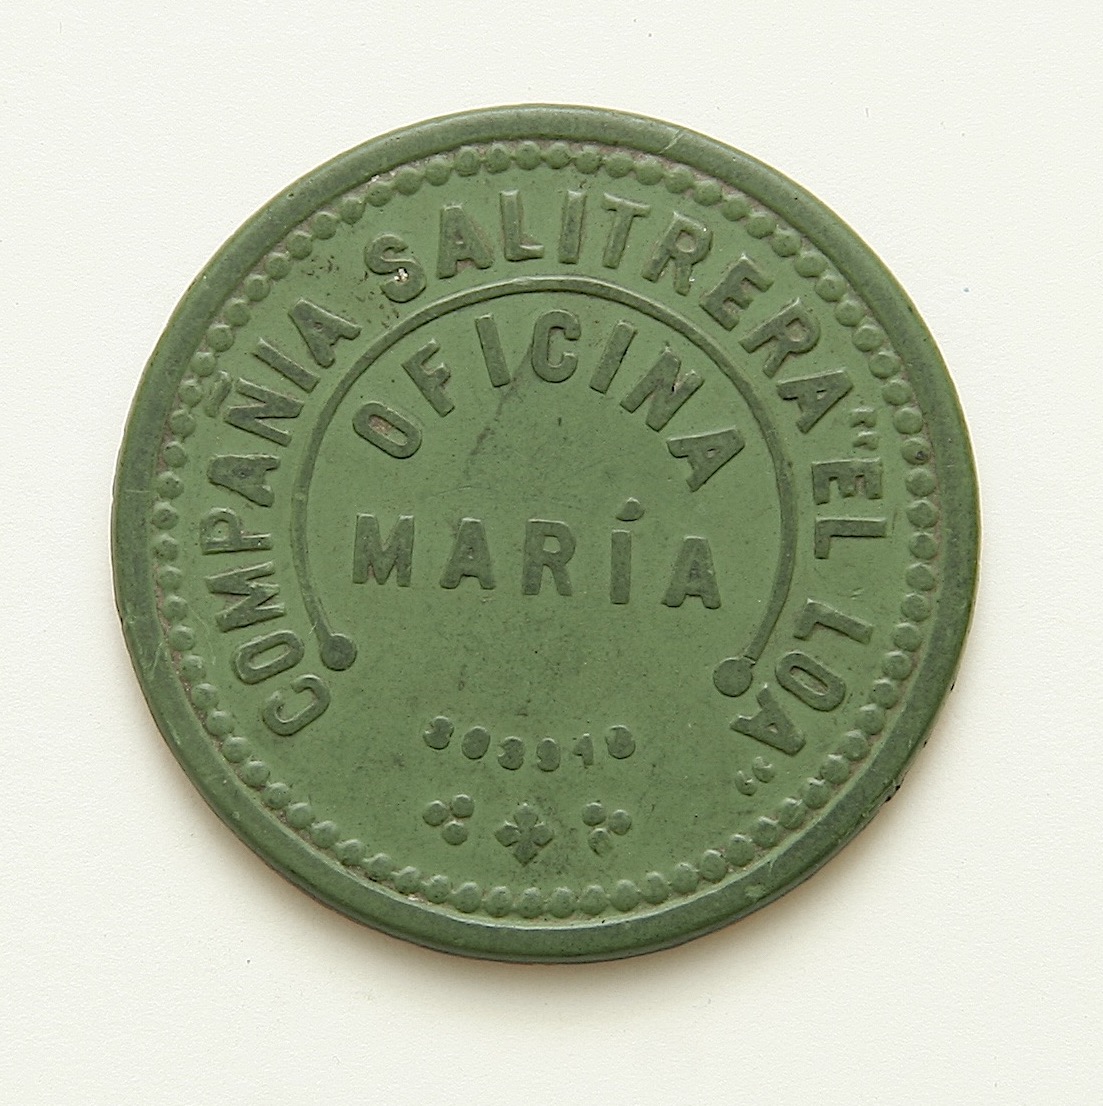 COMPAÑIA SALITRERA "EL LOA"
OFICINA
MARÍA